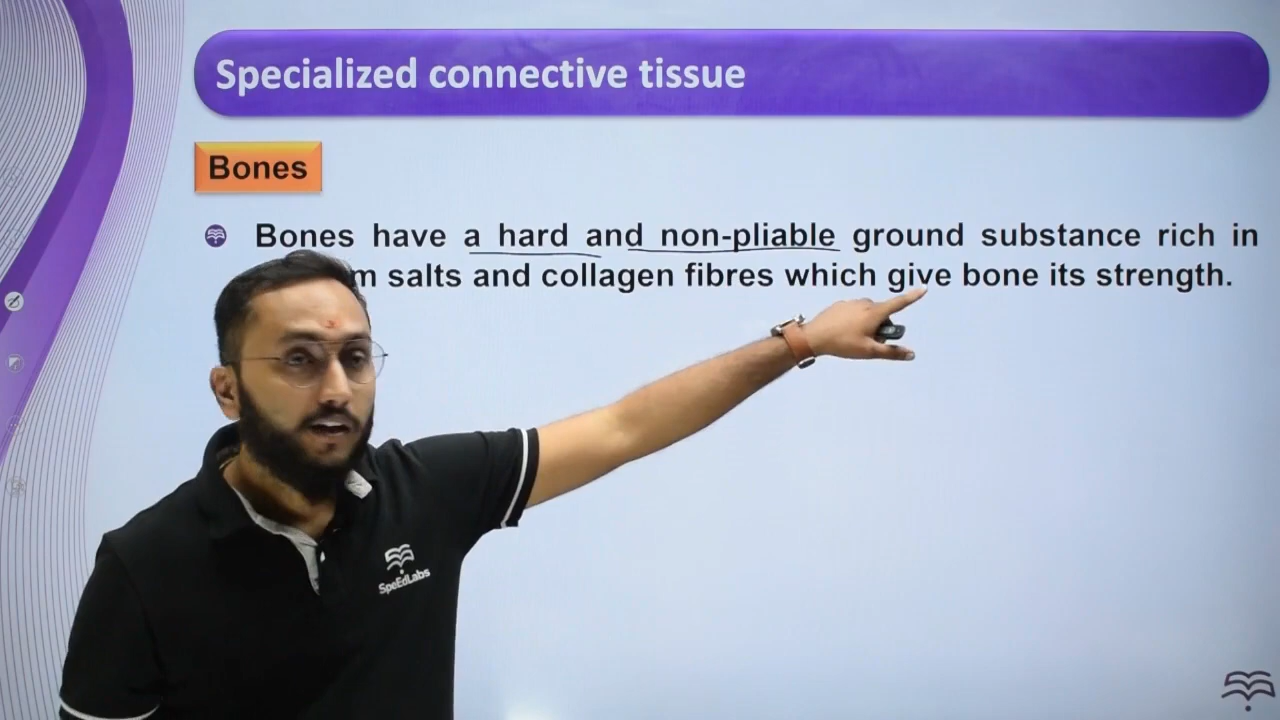 Specialized connective tissue
Bones
Bones have a hard and non-pliable ground substance rich in
salts and collagen fibres which give bone its strength.
SpeEdLabs